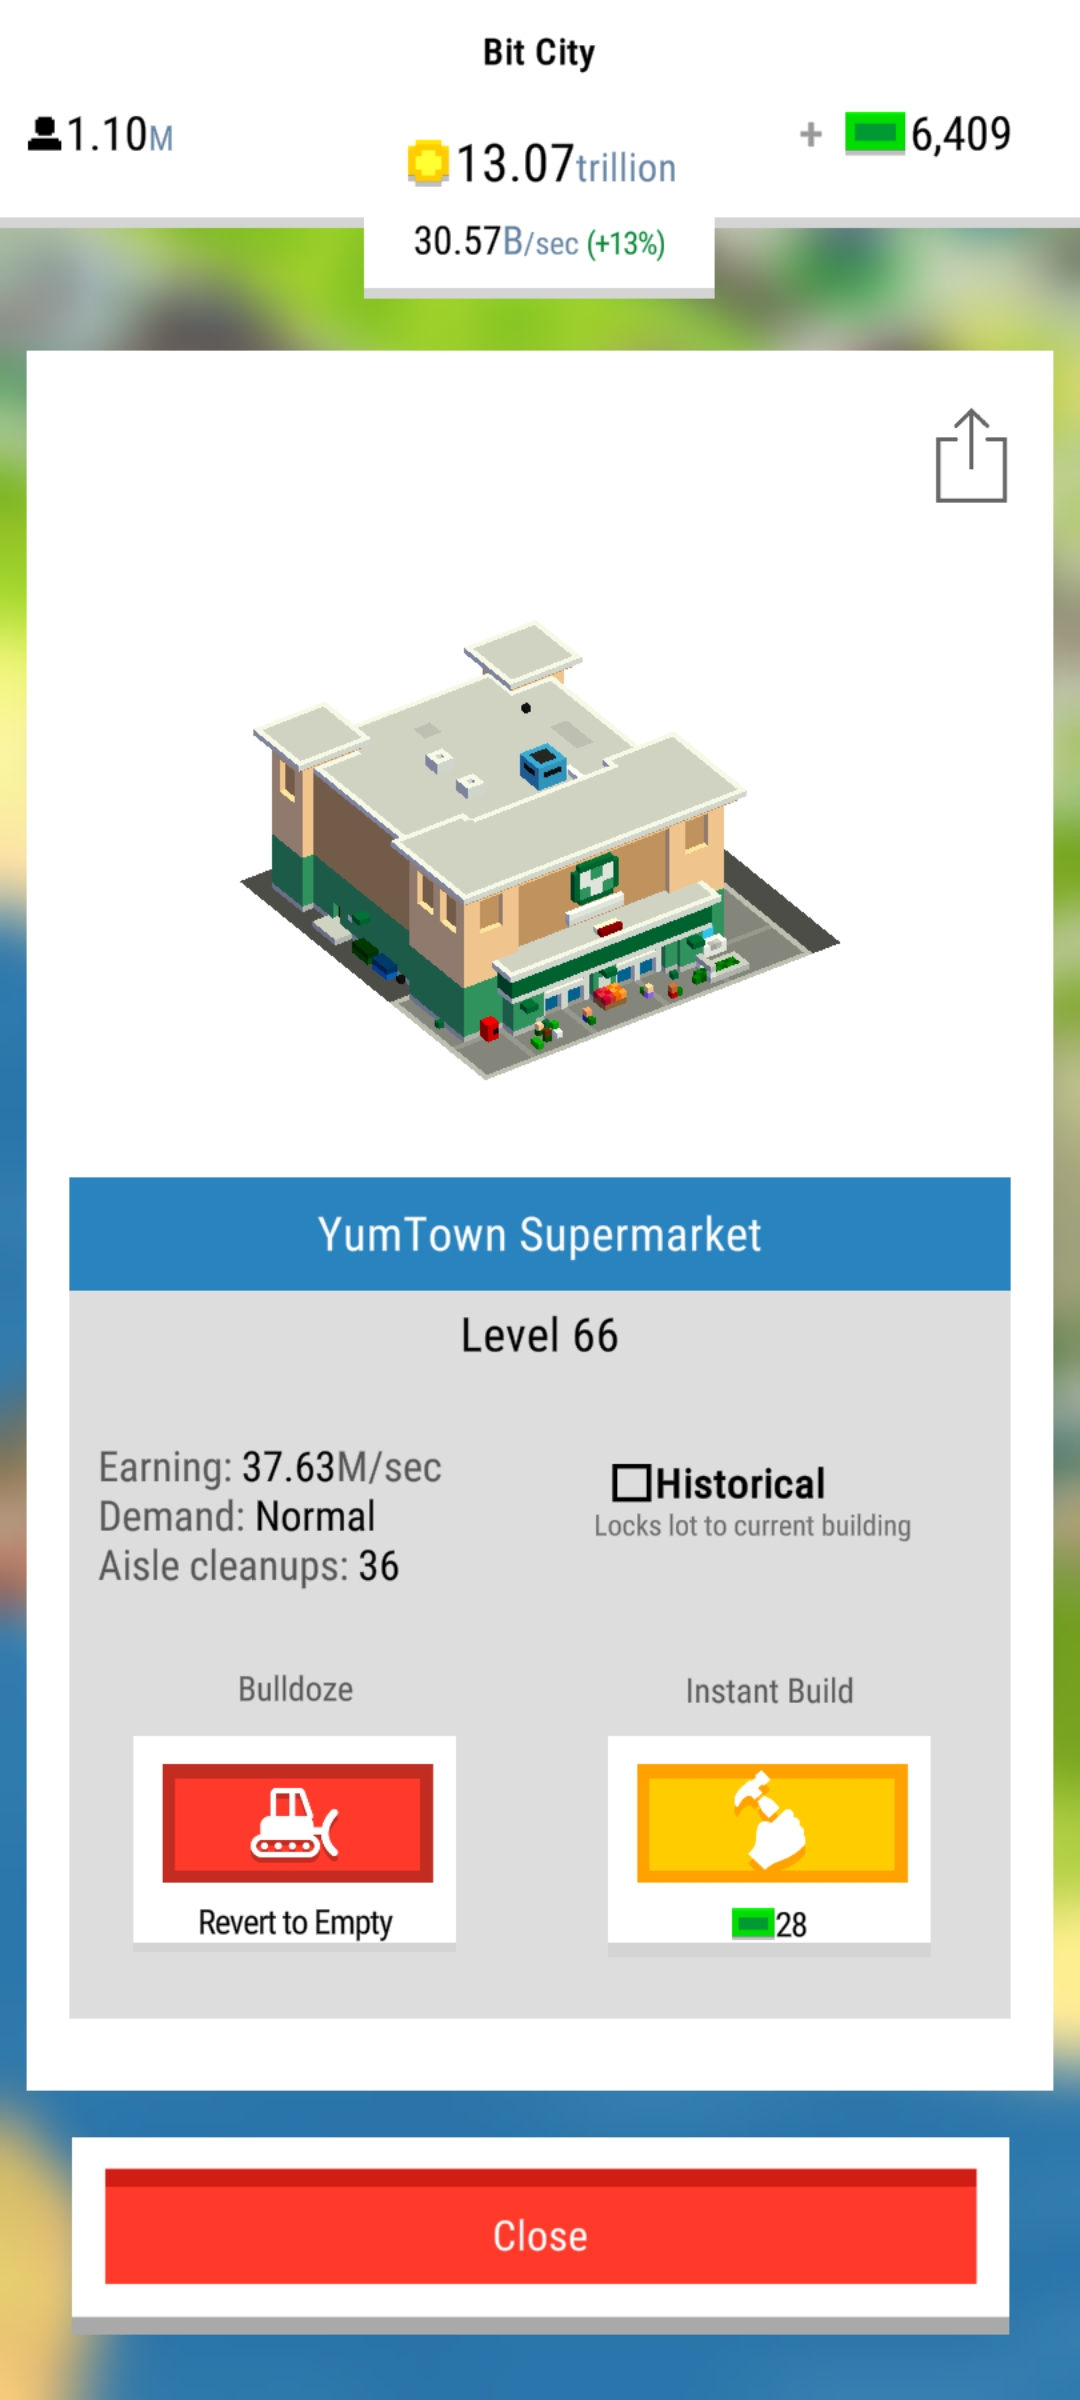 Bit City
1.10M
13.07trillion
+ 6,409
30.57B/sec (+13%)
YumTown Supermarket
Level 66
Earning: 37.63M/sec
Demand: Normal
Aisle cleanups: 36
Historical
Locks lot to current building
Bulldoze
Instant Build
Revert to Empty
28
Close